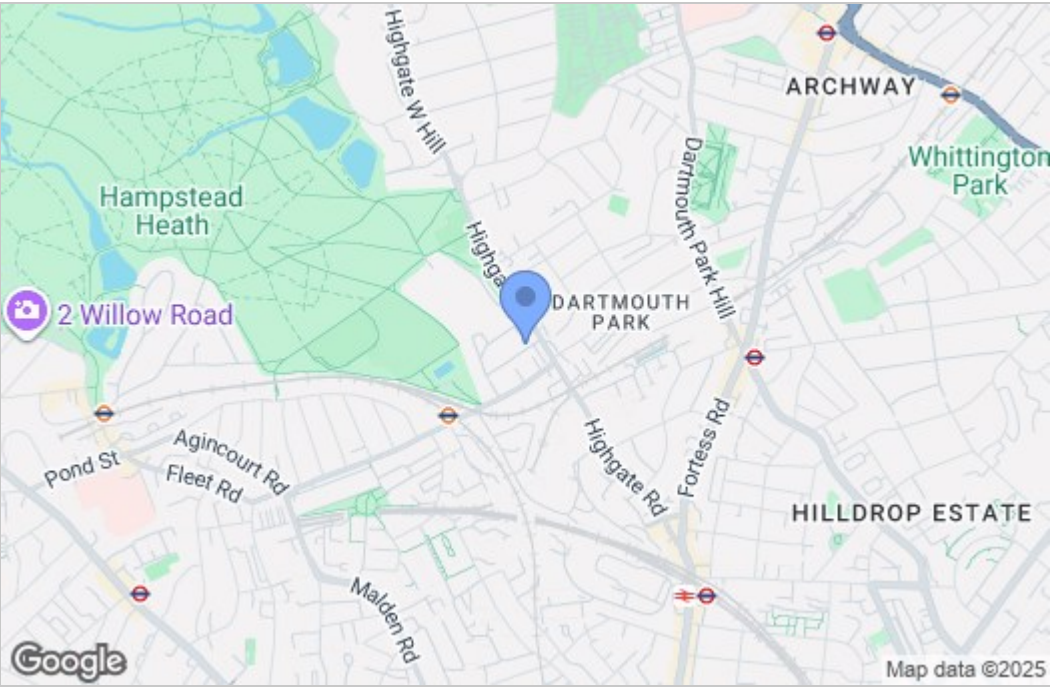 Highgate W Hill
ARCHWAY
Whittington
Park
Dartmouth Park Hill
Hampstead
Heath
Highga
DARTMOUTH
PARK
2 Willow Road
Agincourt Rd
Pond St
Fleet Rd
Highgate Rd
Fortess Rd
HILLDROP ESTATE
Malden Rd
Google
Map data ©2025